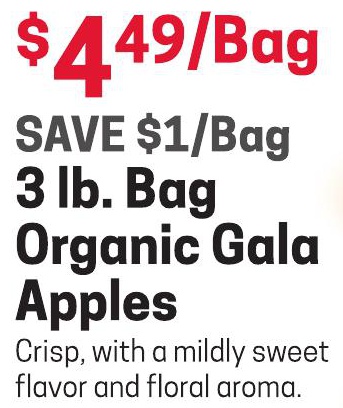 $4 49/Bag
SAVE $1/Bag
3 lb. Bag
Organic Gala
Apples
Crisp, with a mildly sweet
flavor and floral aroma.